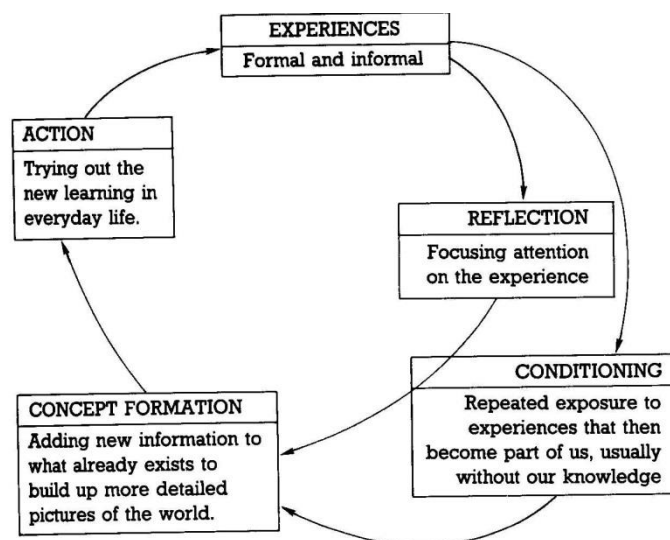 EXPERIENCES
Formal and informal
ACTION
Trying out the
new learning in
everyday life.
REFLECTION
Focusing attention
on the experience
CONDITIONING
Repeated exposure to
experiences that then
become part of us, usually
without our knowledge
CONCEPT FORMATION
Adding new information to
what already exists to
build up more detailed
pictures of the world.